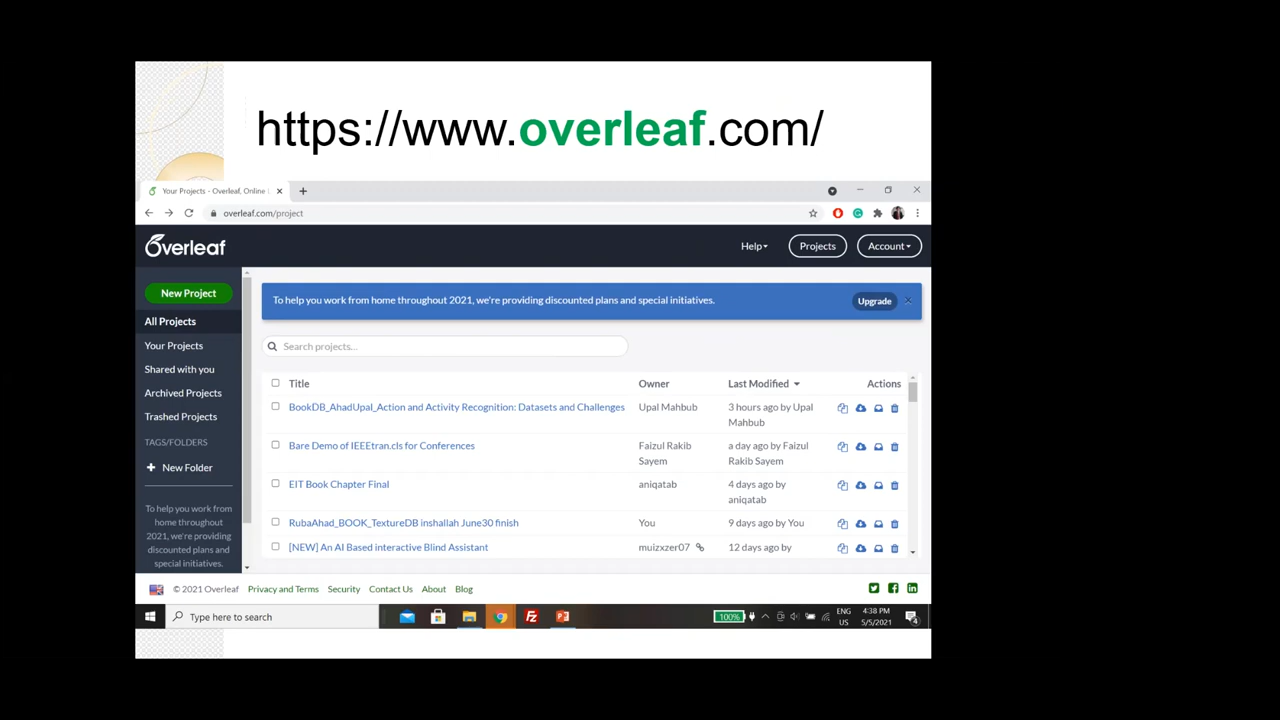 https://www.overleaf.com/
Your Projects - Overleaf, Online
overleaf.com/project
Overleaf
Help
Projects
Account
New Project
All Projects
Your Projects
Shared with you
Archived Projects
Trashed Projects
TAGS/FOLDERS
New Folder
To help you work from
home throughout
2021, we're providing
discounted plans and
special initiatives.
To help you work from home throughout 2021, we're providing discounted plans and special initiatives.
Upgrade
Search projects...
Title Owner Last Modified Actions
BookDB_AhadUpal_Action and Activity Recognition: Datasets and Challenges Upal Mahbub 3 hours ago by Upal
Mahbub
Bare Demo of IEEEtran.cls for Conferences Faizul Rakib a day ago by Faizul
Sayem Rakib Sayem
EIT Book Chapter Final aniqatab 4 days ago by
aniqatab
RubaAhad_BOOK_TextureDB inshallah June30 finish You 9 days ago by You
[NEW] An AI Based interactive Blind Assistant muizxzer07 12 days ago by
© 2021 Overleaf Privacy and Terms Security Contact Us About Blog
Type here to search
100%
ENG
US
4:38 PM
5/5/2021
4